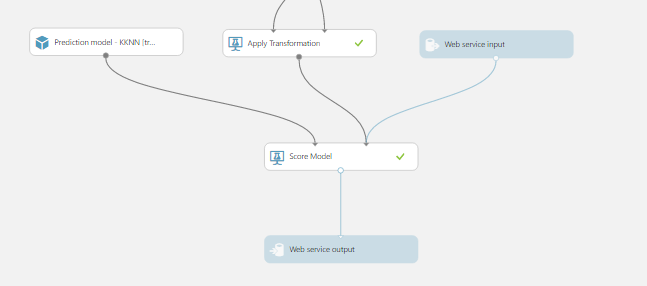 Prediction model - KKNN [tr...
Apply Transformation
Web service input
Score Model
Web service output